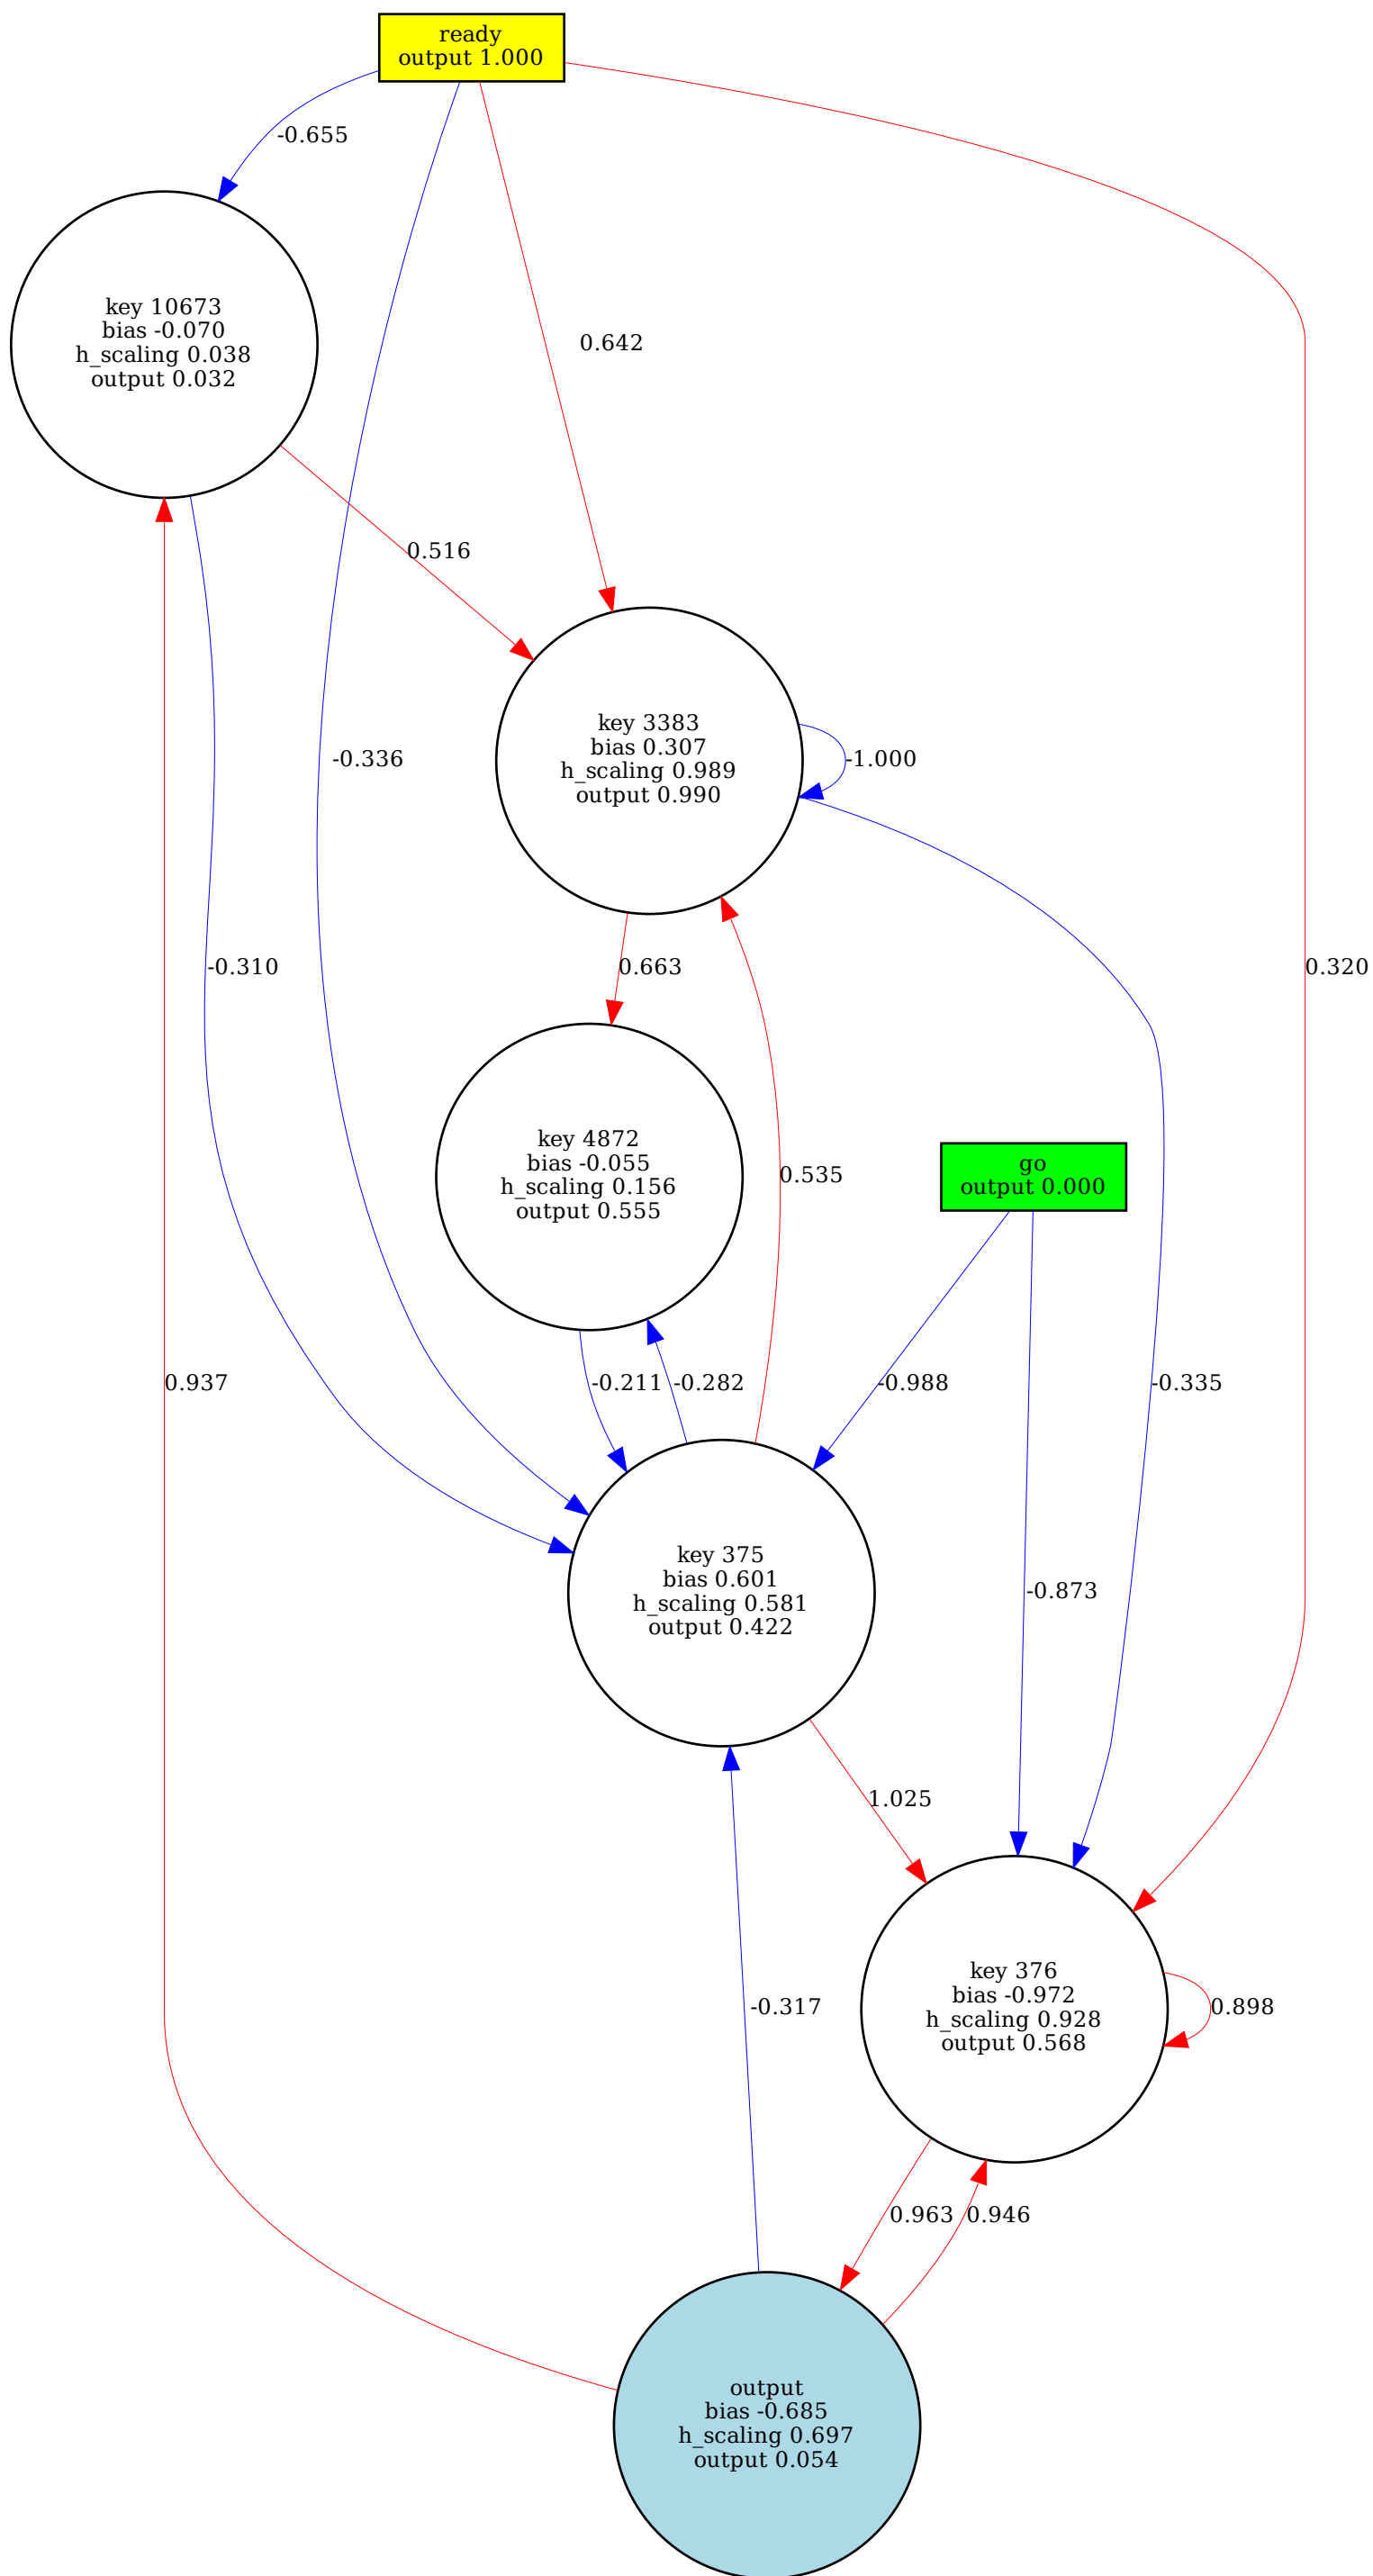 ready
output 1.000
-0.655
key 10673
bias -0.070
h_scaling 0.038
output 0.032
0.642
0.516
key 3383
bias 0.307
h_scaling 0.989
output 0.990
-0.336
-1.000
-0.310
0.663
0.320
key 4872
bias -0.055
h_scaling 0.156
output 0.555
0.535
go
output 0.000
0.937
-0.211
-0.282
-0.988
-0.335
key 375
bias 0.601
h_scaling 0.581
output 0.422
-0.873
1.025
key 376
bias -0.972
h_scaling 0.928
output 0.568
-0.317
0.898
0.963
0.946
output
bias -0.685
h_scaling 0.697
output 0.054